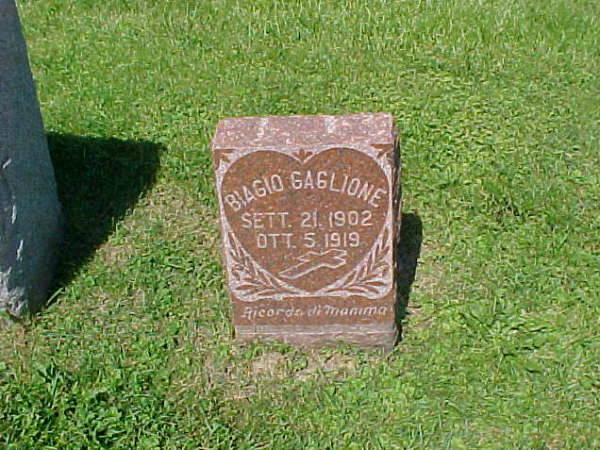 BIAGIO GAGLIONE
SETT. 21. 1902
OTT. 5. 1919
Ricordo di mamma